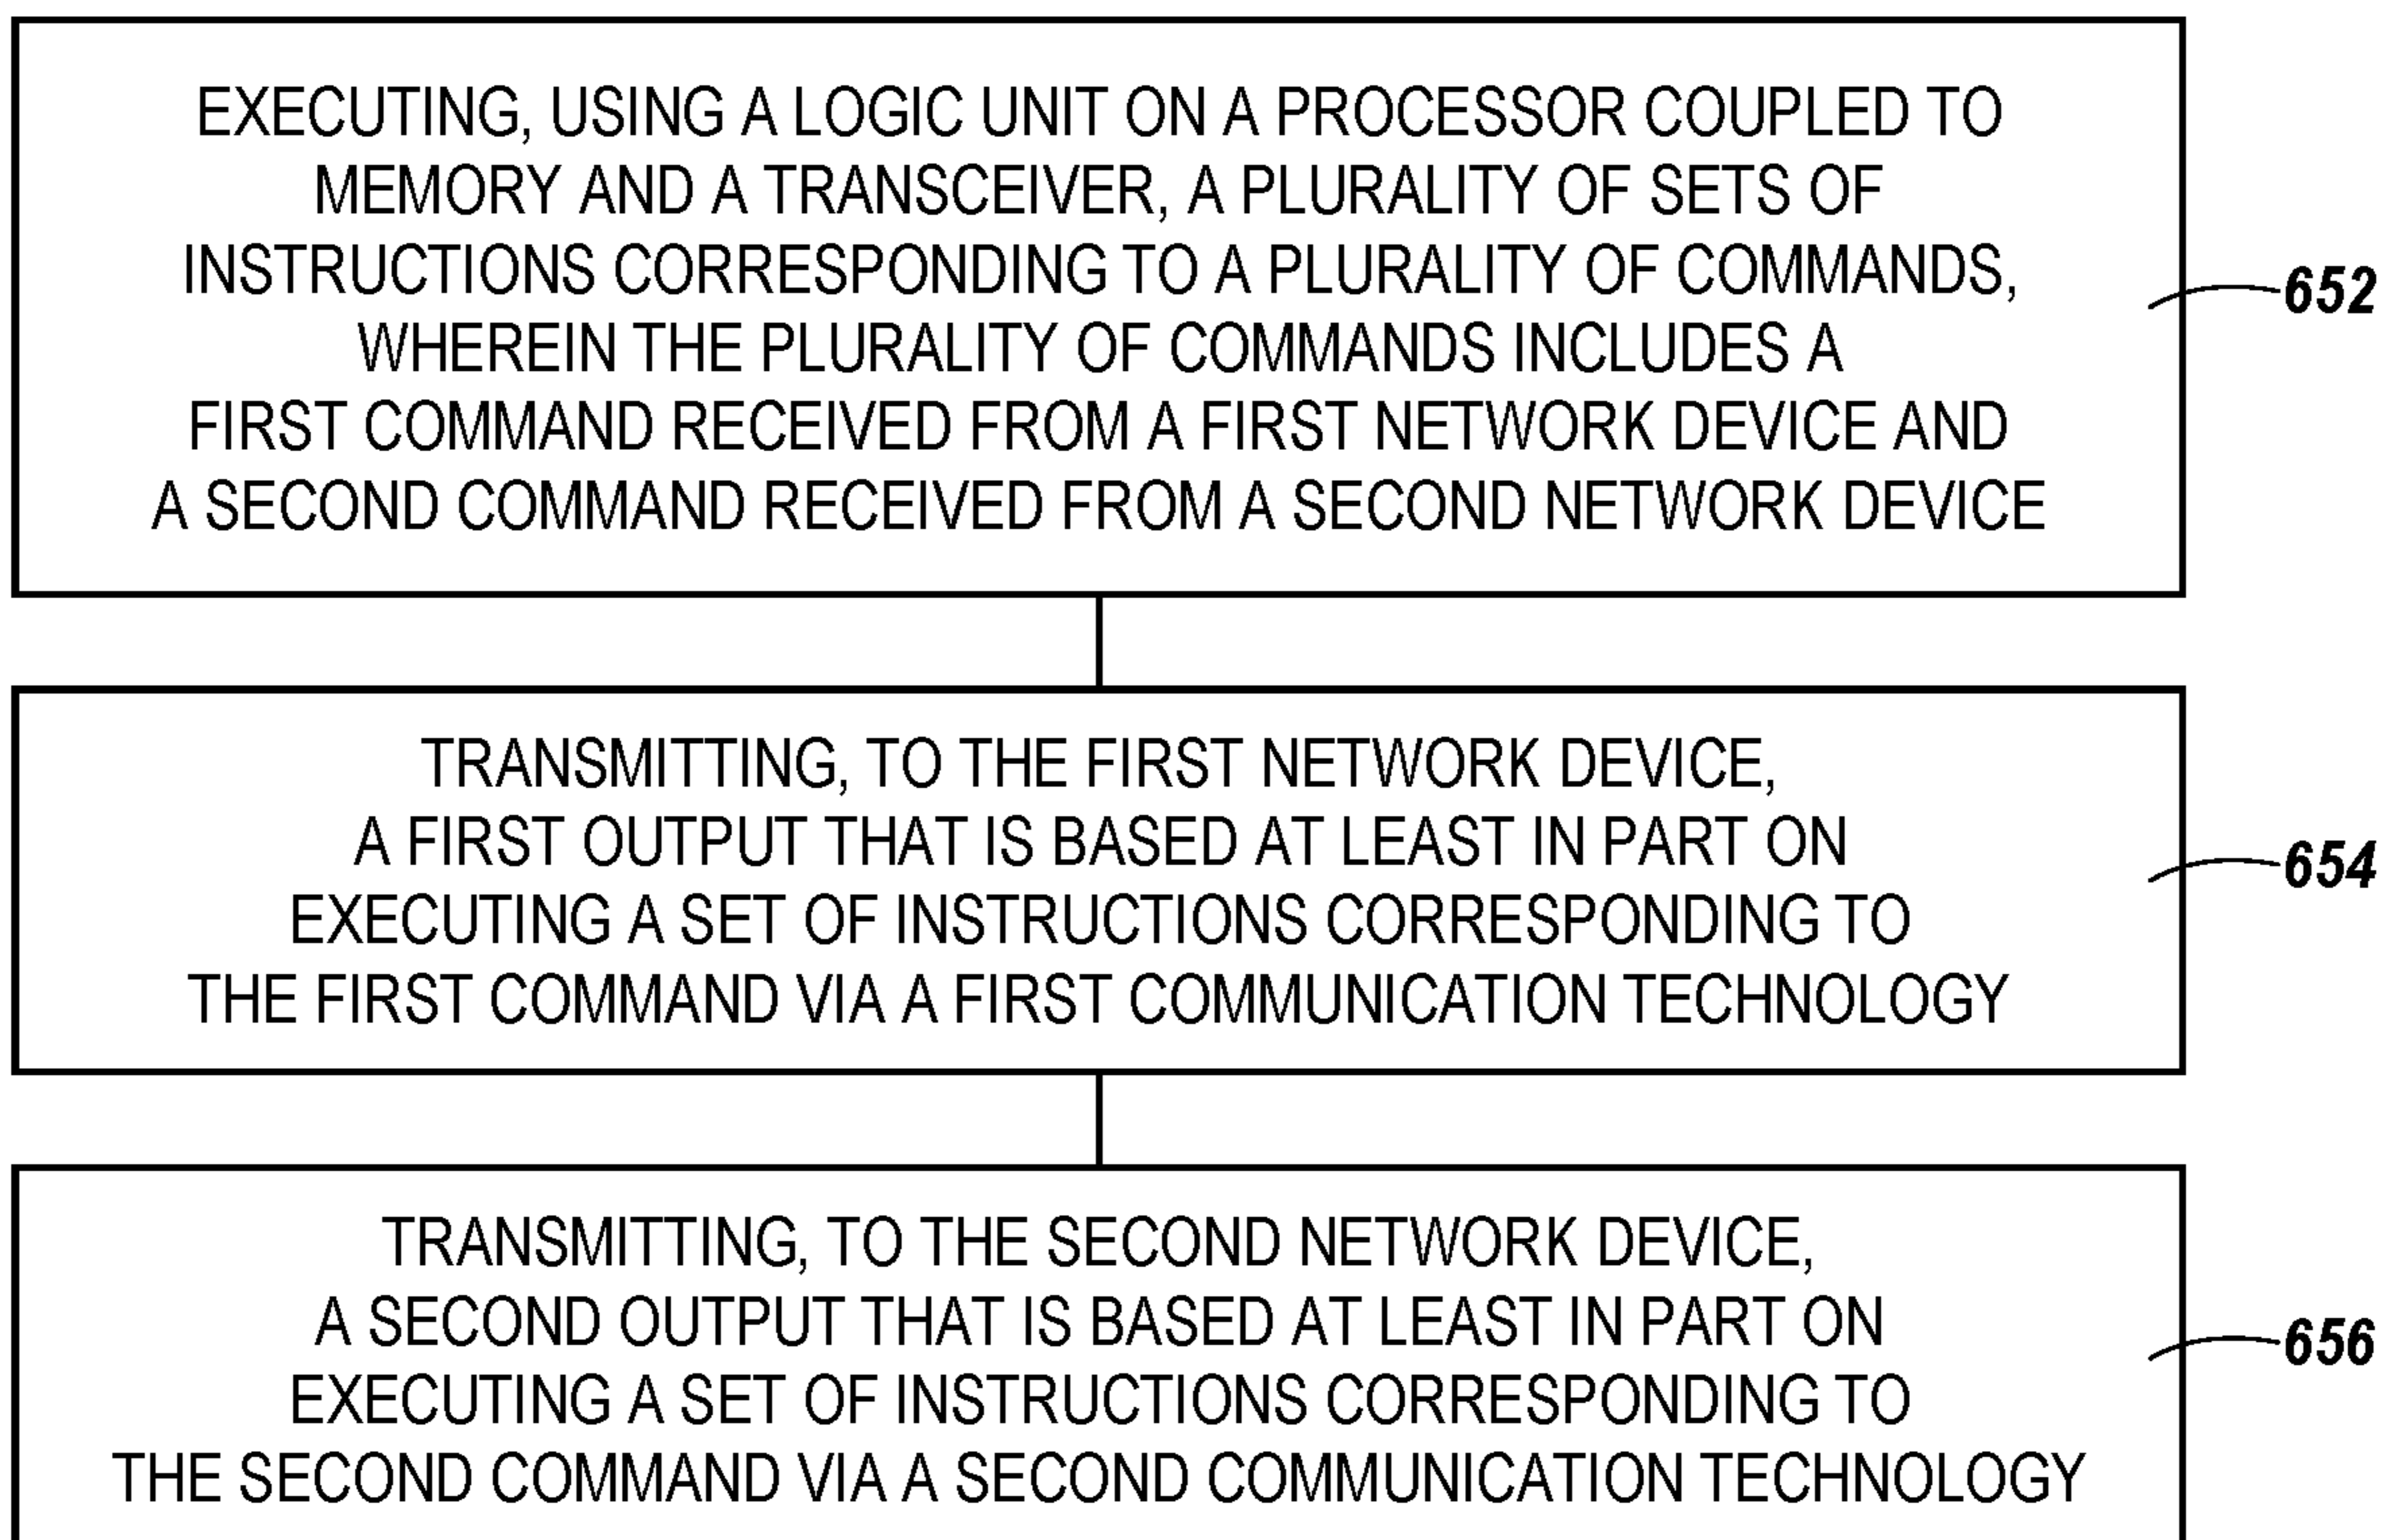 EXECUTING, USING A LOGIC UNIT ON A PROCESSOR COUPLED TO
MEMORY AND A TRANSCEIVER, A PLURALITY OF SETS OF
INSTRUCTIONS CORRESPONDING TO A PLURALITY OF COMMANDS,
WHEREIN THE PLURALITY OF COMMANDS INCLUDES A
FIRST COMMAND RECEIVED FROM A FIRST NETWORK DEVICE AND
A SECOND COMMAND RECEIVED FROM A SECOND NETWORK DEVICE
652
TRANSMITTING, TO THE FIRST NETWORK DEVICE,
A FIRST OUTPUT THAT IS BASED AT LEAST IN PART ON
EXECUTING A SET OF INSTRUCTIONS CORRESPONDING TO
THE FIRST COMMAND VIA A FIRST COMMUNICATION TECHNOLOGY
654
TRANSMITTING, TO THE SECOND NETWORK DEVICE,
A SECOND OUTPUT THAT IS BASED AT LEAST IN PART ON
EXECUTING A SET OF INSTRUCTIONS CORRESPONDING TO
THE SECOND COMMAND VIA A SECOND COMMUNICATION TECHNOLOGY
656